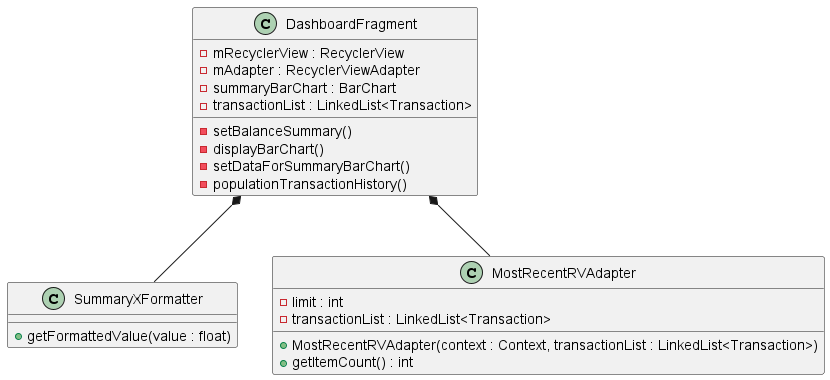 C DashboardFragment
mRecyclerView : RecyclerView
mAdapter : RecyclerViewAdapter
summaryBarChart : BarChart
transactionList : LinkedList<Transaction>
setBalanceSummary()
displayBarChart()
setDataForSummaryBarChart()
populationTransactionHistory()
C SummaryXFormatter
getFormattedValue(value : float)
C MostRecentRVAdapter
limit : int
transactionList : LinkedList<Transaction>
MostRecentRVAdapter(context : Context, transactionList : LinkedList<Transaction>)
getItemCount() : int